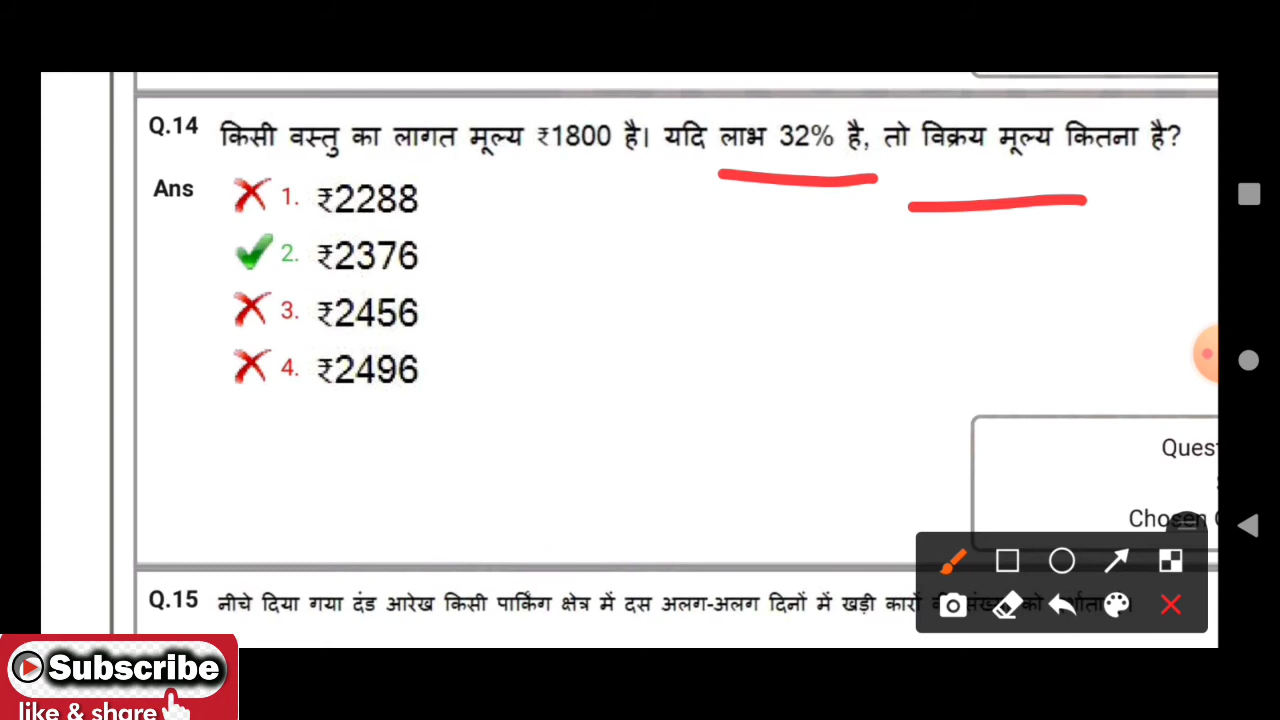 Q.14 किसी वस्तु का लागत मूल्य ₹1800 है। यदि लाभ 32% है, तो विक्रय मूल्य कितना है?
Ans
1. ₹2288
2. ₹2376
3. ₹2456
4. ₹2496
Ques
Chosen
Q.15 नीचे दिया गया दंड आरेख किसी पार्किंग क्षेत्र में दस अलग-अलग दिनों में खड़ी कारों
Subscribe
like & share